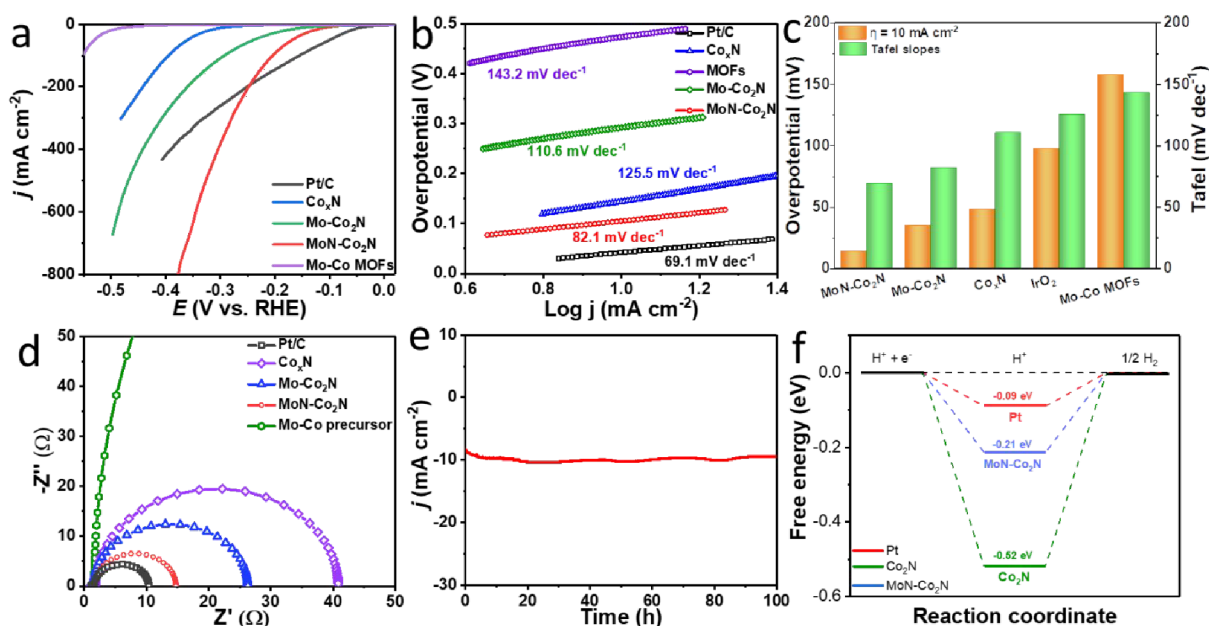 a
0
-200
-400
-600
-800
j (mA cm⁻²)
-0.5
-0.4
-0.3
-0.2
-0.1
0.0
E (V vs. RHE)
Pt/C
CoₓN
Mo-Co₂N
MoN-Co₂N
Mo-Co MOFs
b
0.5
0.4
0.3
0.2
0.1
0.0
Overpotential (V)
0.6
0.8
1.0
1.2
1.4
Log j (mA cm⁻²)
Pt/C
CoₓN
MOFs
Mo-Co₂N
MoN-Co₂N
143.2 mV dec⁻¹
110.6 mV dec⁻¹
125.5 mV dec⁻¹
82.1 mV dec⁻¹
69.1 mV dec⁻¹
c
200
150
100
50
0
Overpotential (mV)
η = 10 mA cm⁻²
Tafel slopes
200
150
100
50
0
Tafel (mV dec⁻¹)
MoN-Co₂N
Mo-Co₂N
CoₓN
IrO₂
Mo-Co MOFs
d
50
40
30
20
10
0
-Z'' (Ω)
0
10
20
30
40
50
Z' (Ω)
Pt/C
CoₓN
Mo-Co₂N
MoN-Co₂N
Mo-Co precursor
e
10
5
0
-5
-10
-15
-20
-25
-30
j (mA cm⁻²)
0
20
40
60
80
100
Time (h)
f
0.0
-0.2
-0.4
-0.6
Free energy (eV)
H⁺ + e⁻
H⁺
1/2 H₂
-0.09 eV
Pt
-0.21 eV
MoN-Co₂N
-0.52 eV
Co₂N
Pt
Co₂N
MoN-Co₂N
Reaction coordinate